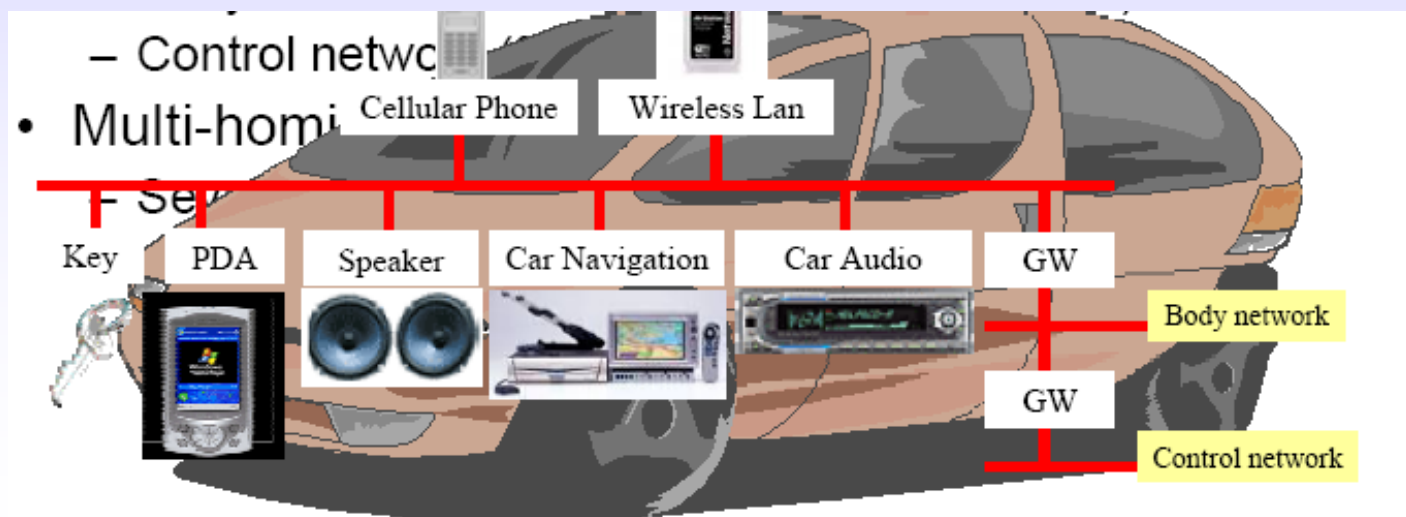 – Control netwo
Cellular Phone
Wireless Lan
• Multi-homi
– Sev
Key
PDA
Speaker
Car Navigation
Car Audio
GW
Body network
GW
Control network